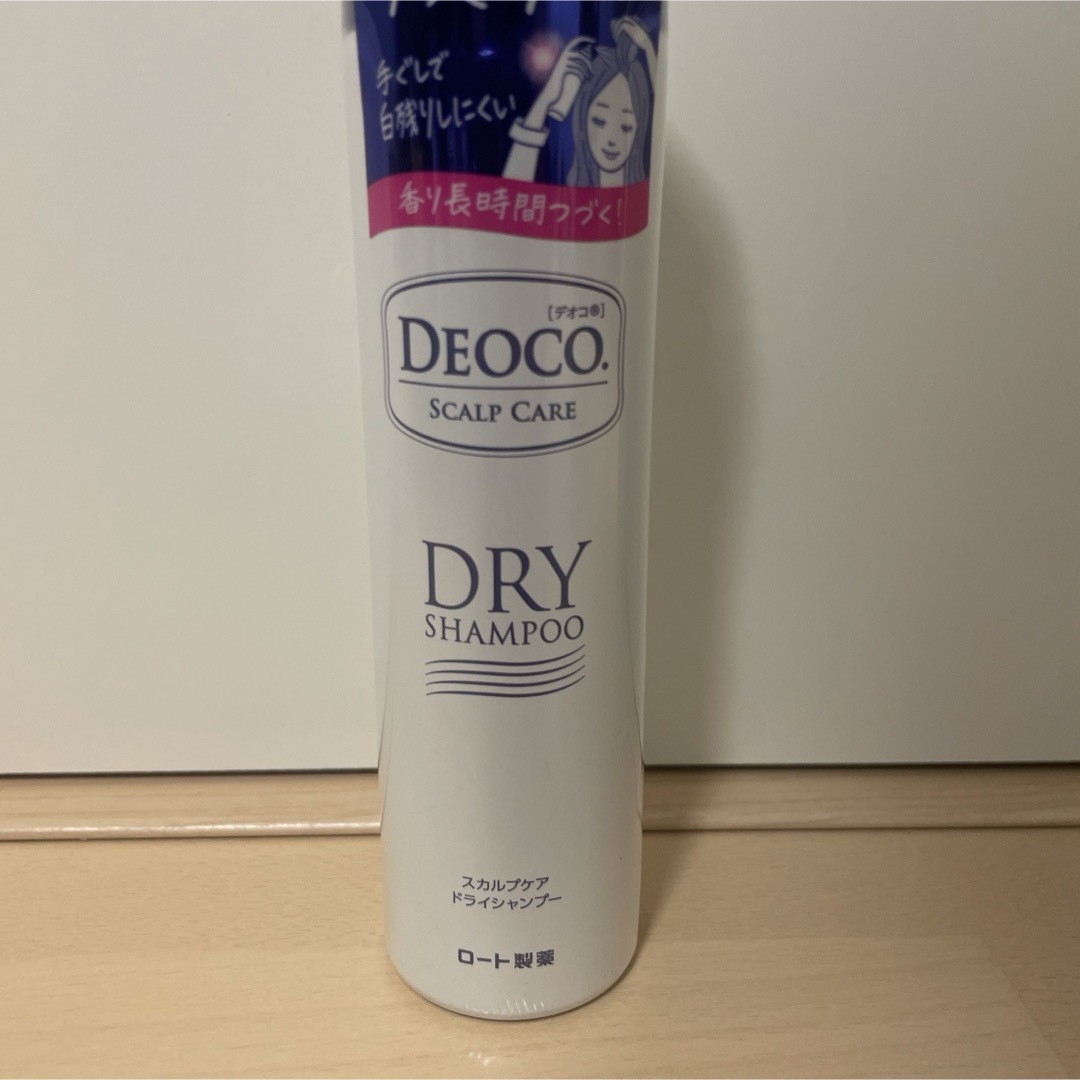 手ぐしで
白残りしにくい
香り長時間つづく!
[デオコ®]
DEOCO.
SCALP CARE
DRY
SHAMPOO
スカルプケア
ドライシャンプー
ロート製薬